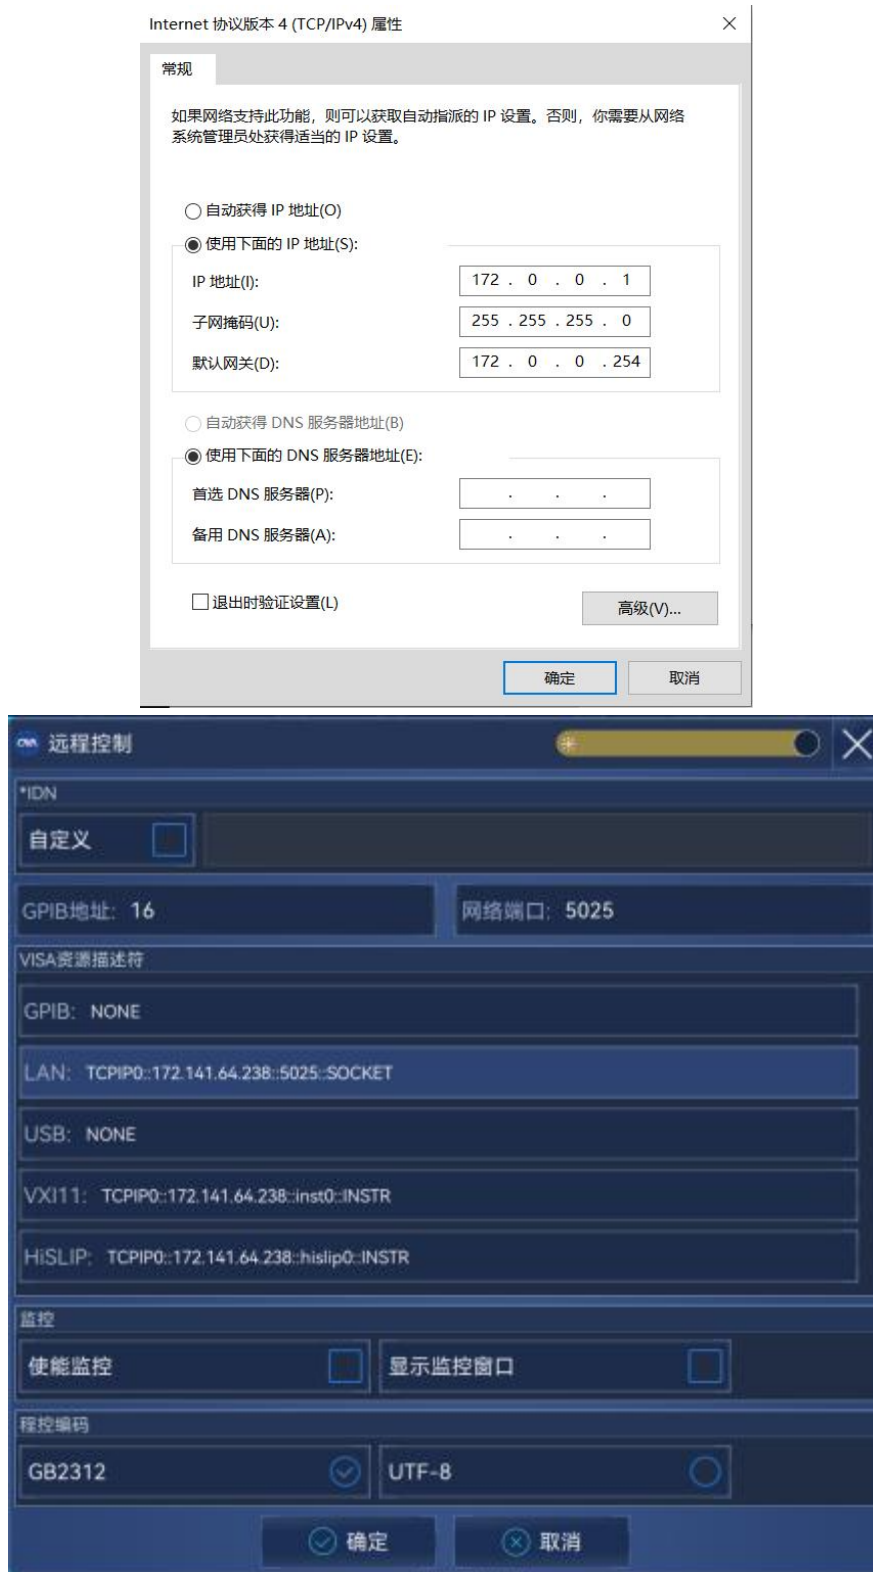 Internet 协议版本 4 (TCP/IPv4) 属性
常规
如果网络支持此功能，则可以获取自动指派的 IP 设置。否则，你需要从网络
系统管理员处获得适当的 IP 设置。
自动获得 IP 地址(O)
使用下面的 IP 地址(S):
IP 地址(I): 172 . 0 . 0 . 1
子网掩码(U): 255 . 255 . 255 . 0
默认网关(D): 172 . 0 . 0 . 254
自动获得 DNS 服务器地址(B)
使用下面的 DNS 服务器地址(E):
首选 DNS 服务器(P): . . .
备用 DNS 服务器(A): . . .
退出时验证设置(L)
高级(V)...
确定 取消
远程控制
*IDN
自定义
GPIB地址: 16 网络端口: 5025
VISA资源描述符
GPIB: NONE
LAN: TCPIP0::172.141.64.238::5025::SOCKET
USB: NONE
VXI11: TCPIP0::172.141.64.238::inst0::INSTR
HiSLIP: TCPIP0::172.141.64.238::hislip0::INSTR
监控
使能监控 显示监控窗口
程控编码
GB2312 UTF-8
确定 取消